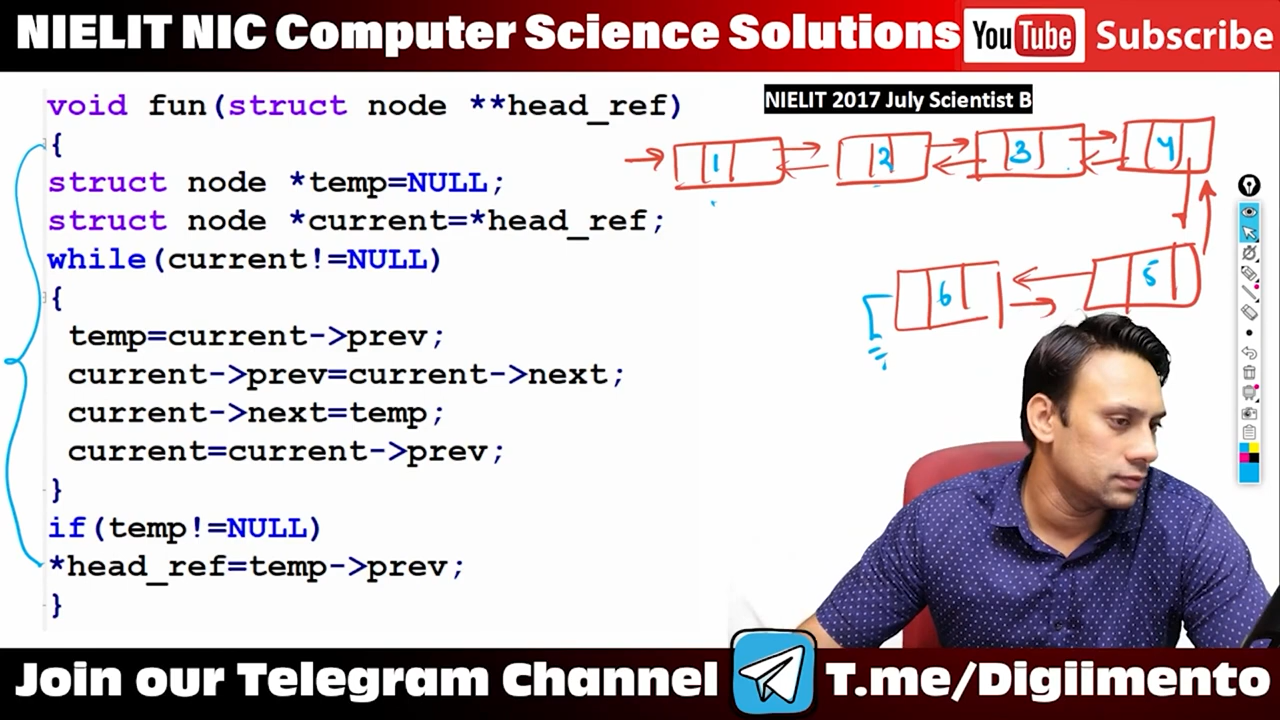 NIELIT NIC Computer Science Solutions YouTube Subscribe
NIELIT 2017 July Scientist B
void fun(struct node **head_ref)
{
struct node *temp=NULL;
struct node *current=*head_ref;
while(current!=NULL)
{
temp=current->prev;
current->prev=current->next;
current->next=temp;
current=current->prev;
}
if(temp!=NULL)
*head_ref=temp->prev;
}
1 2 3 4
6 5
Join our Telegram Channel T.me/Digiimento